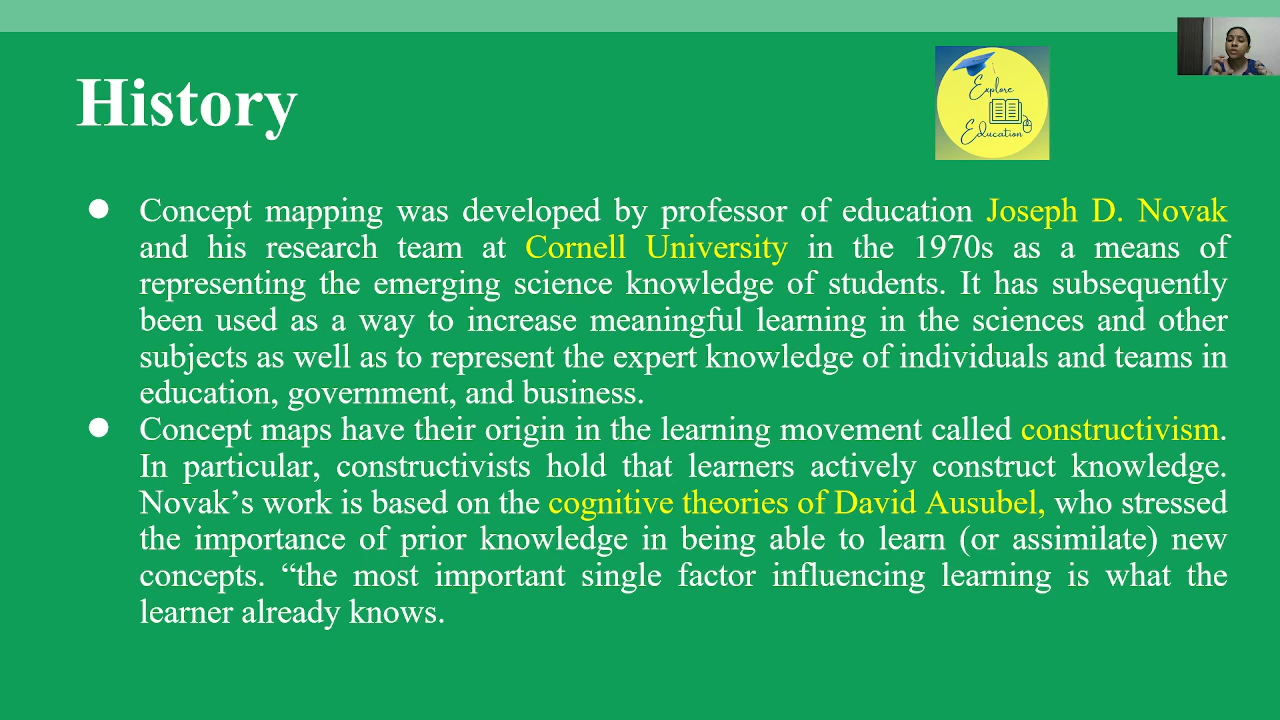 History
Explore
Education
Concept mapping was developed by professor of education Joseph D. Novak
and his research team at Cornell University in the 1970s as a means of
representing the emerging science knowledge of students. It has subsequently
been used as a way to increase meaningful learning in the sciences and other
subjects as well as to represent the expert knowledge of individuals and teams in
education, government, and business.
Concept maps have their origin in the learning movement called constructivism.
In particular, constructivists hold that learners actively construct knowledge.
Novak’s work is based on the cognitive theories of David Ausubel, who stressed
the importance of prior knowledge in being able to learn (or assimilate) new
concepts. “the most important single factor influencing learning is what the
learner already knows.